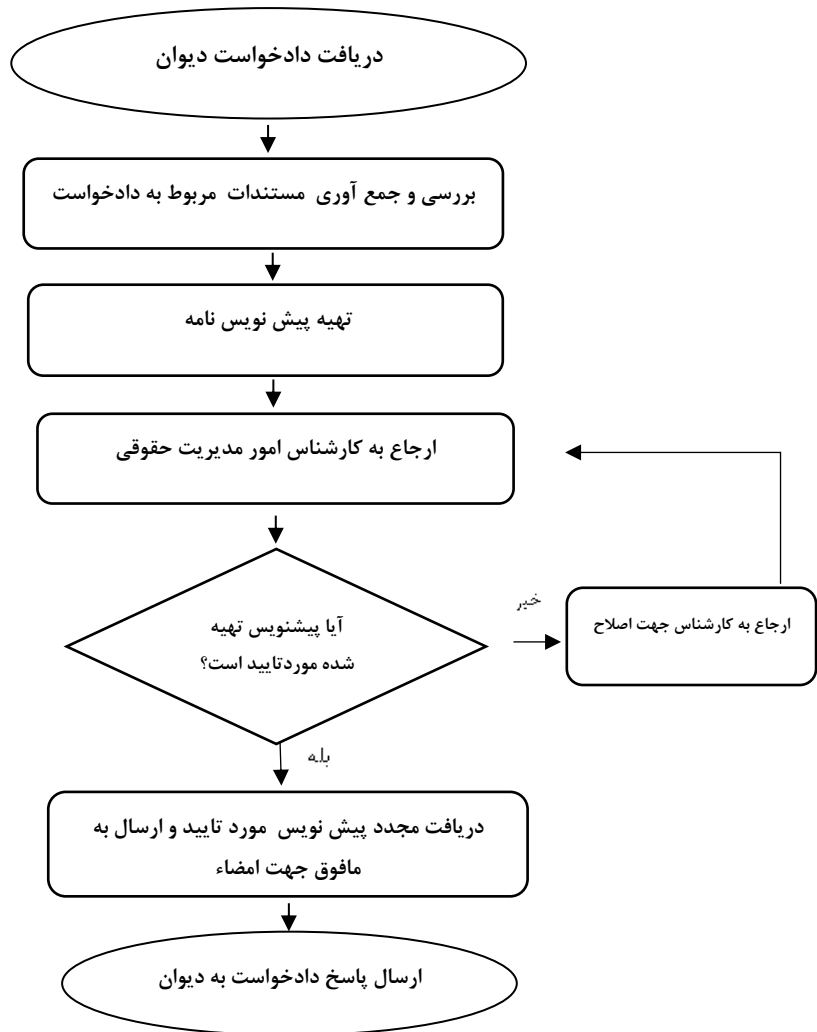 دریافت دادخواست دیوان
بررسی و جمع آوری مستندات مربوط به دادخواست
تهیه پیش نویس نامه
ارجاع به کارشناس امور مدیریت حقوقی
آیا پیشنویس تهیه
شده موردتایید است؟
خیر
ارجاع به کارشناس جهت اصلاح
بله
دریافت مجدد پیش نویس مورد تایید و ارسال به
مافوق جهت امضاء
ارسال پاسخ دادخواست به دیوان